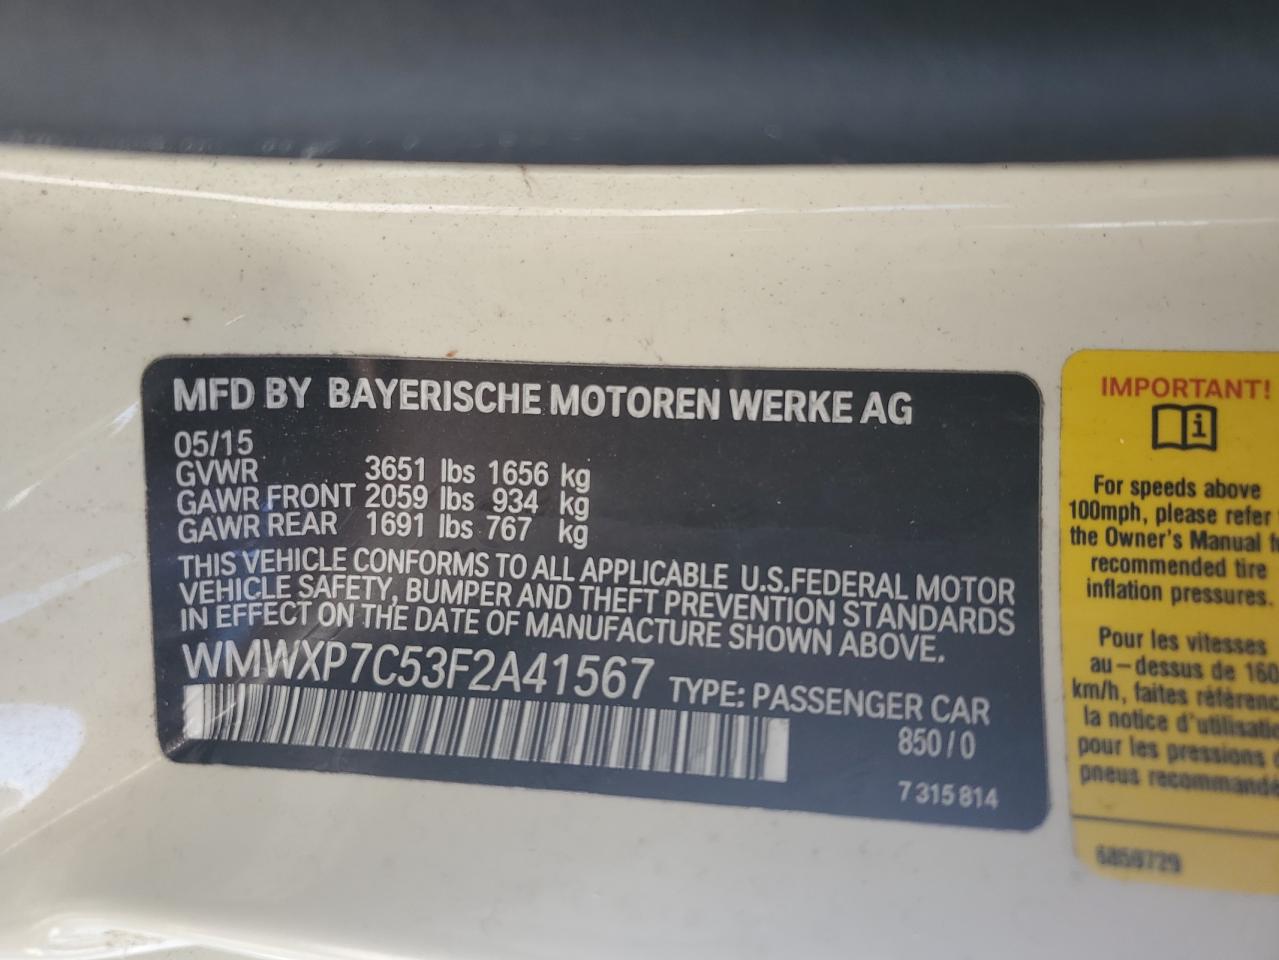 MFD BY BAYERISCHE MOTOREN WERKE AG
05/15
GVWR 3651 lbs 1656 kg
GAWR FRONT 2059 lbs 934 kg
GAWR REAR 1691 lbs 767 kg
THIS VEHICLE CONFORMS TO ALL APPLICABLE U.S.FEDERAL MOTOR
VEHICLE SAFETY, BUMPER AND THEFT PREVENTION STANDARDS
IN EFFECT ON THE DATE OF MANUFACTURE SHOWN ABOVE.
WMWXP7C53F2A41567 TYPE: PASSENGER CAR
850/0
7 315 814
IMPORTANT!
i
For speeds above
100mph, please refer
the Owner's Manual
recommended tire
inflation pressures.
Pour les vitesses
au-dessus de 160
km/h, faites
la notice
pour les pressions
pneus
6859729